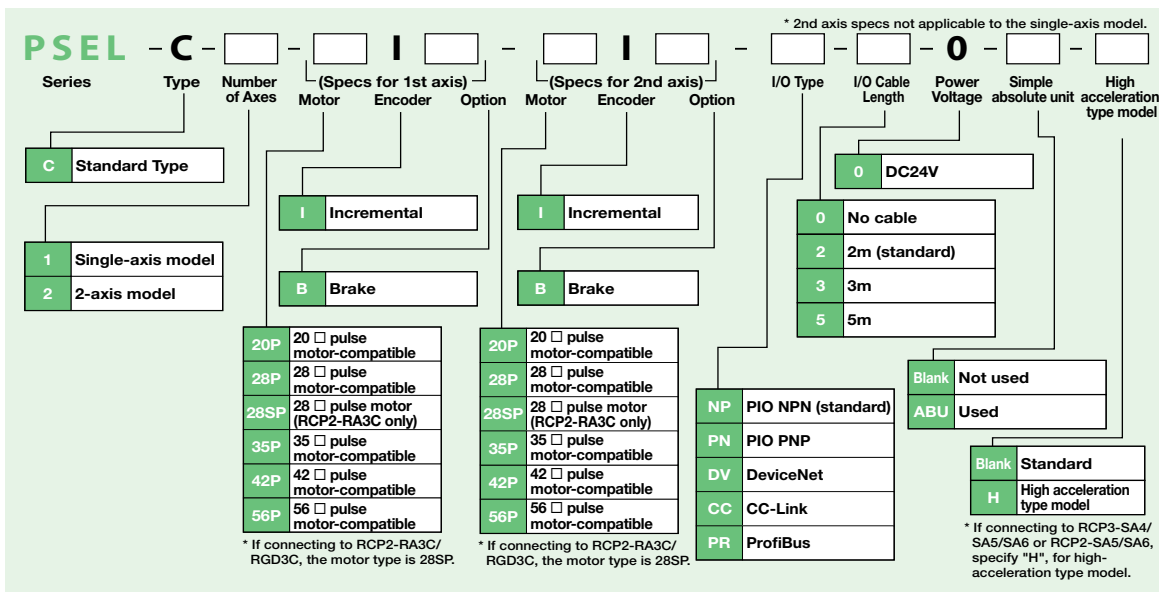 * 2nd axis specs not applicable to the single-axis model.
PSEL - C - - I - I - - - 0 - -
Series
Type
Number
of Axes
(Specs for 1st axis)
Motor Encoder Option
(Specs for 2nd axis)
Motor Encoder Option
I/O Type
I/O Cable
Length
Power
Voltage
Simple
absolute unit
High
acceleration
type model
C Standard Type
1 Single-axis model
2 2-axis model
I Incremental
B Brake
20P 20 □ pulse
motor-compatible
28P 28 □ pulse
motor-compatible
28SP 28 □ pulse motor
(RCP2-RA3C only)
35P 35 □ pulse
motor-compatible
42P 42 □ pulse
motor-compatible
56P 56 □ pulse
motor-compatible
* If connecting to RCP2-RA3C/
RGD3C, the motor type is 28SP.
I Incremental
B Brake
20P 20 □ pulse
motor-compatible
28P 28 □ pulse
motor-compatible
28SP 28 □ pulse motor
(RCP2-RA3C only)
35P 35 □ pulse
motor-compatible
42P 42 □ pulse
motor-compatible
56P 56 □ pulse
motor-compatible
* If connecting to RCP2-RA3C/
RGD3C, the motor type is 28SP.
NP PIO NPN (standard)
PN PIO PNP
DV DeviceNet
CC CC-Link
PR ProfiBus
0 No cable
2 2m (standard)
3 3m
5 5m
0 DC24V
Blank Not used
ABU Used
Blank Standard
H High acceleration
type model
* If connecting to RCP3-SA4/
SA5/SA6 or RCP2-SA5/SA6,
specify "H", for high-
acceleration type model.